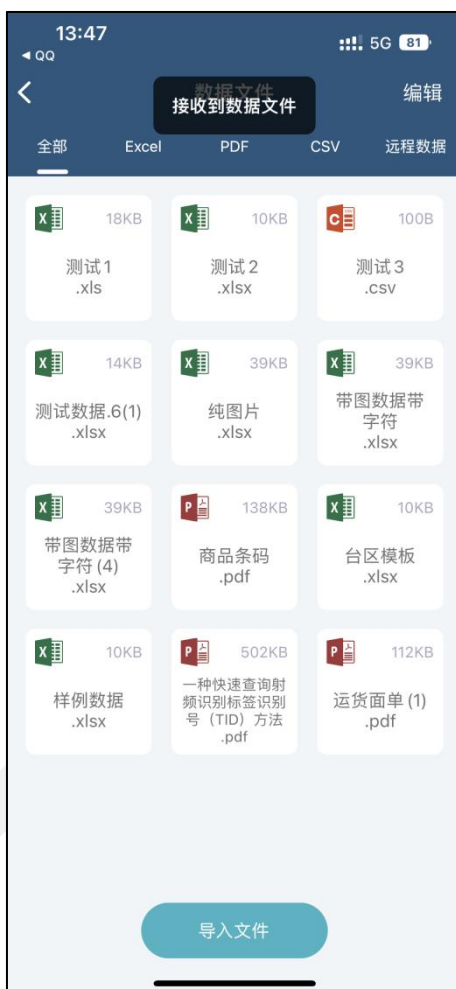 13:47
5G 81
◀ QQ
数据文件
接收到数据文件
编辑
全部 Excel PDF CSV 远程数据
X 18KB
测试1
.xls
X 10KB
测试2
.xlsx
C 100B
测试3
.csv
X 14KB
测试数据.6(1)
.xlsx
X 39KB
纯图片
.xlsx
X 39KB
带图数据带
字符
.xlsx
X 39KB
带图数据带
字符(4)
.xlsx
P 138KB
商品条码
.pdf
X 10KB
台区模板
.xlsx
X 10KB
样例数据
.xlsx
P 502KB
一种快速查询射
频识别标签识别
号（TID）方法
.pdf
P 112KB
运货面单(1)
.pdf
导入文件